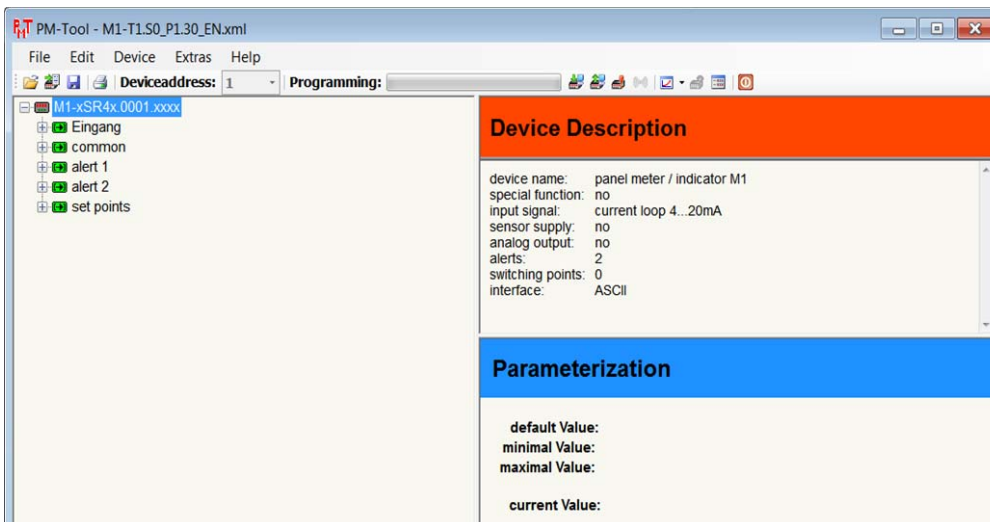 PMT PM-Tool - M1-T1.S0_P1.30_EN.xml
File Edit Device Extras Help
Deviceaddress: 1 Programming:
M1-xSR4x.0001.xxxx
Eingang
common
alert 1
alert 2
set points
Device Description
device name: panel meter / indicator M1
special function: no
input signal: current loop 4...20mA
sensor supply: no
analog output: no
alerts: 2
switching points: 0
interface: ASCII
Parameterization
default Value:
minimal Value:
maximal Value:
current Value: